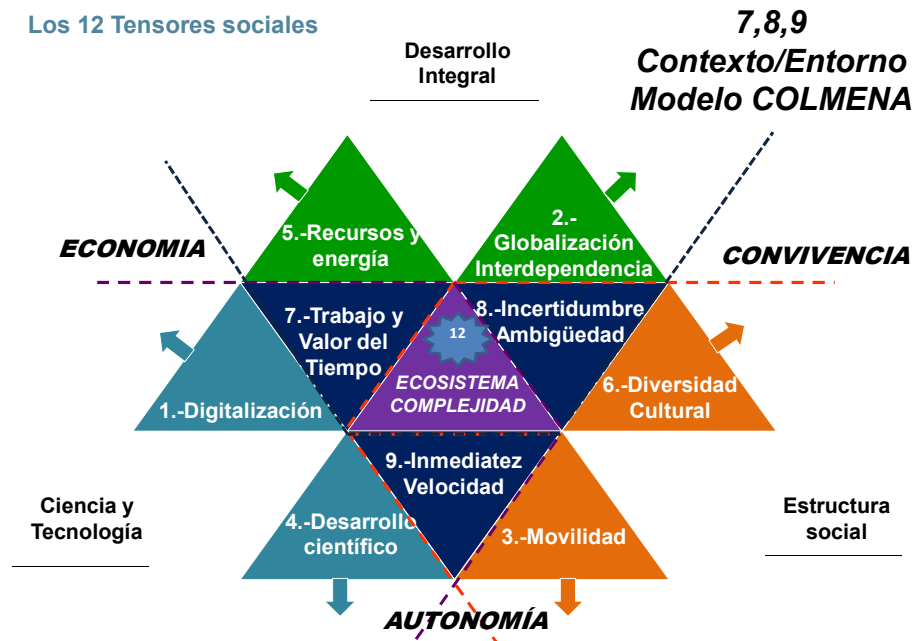 Los 12 Tensores sociales
7,8,9
Contexto/Entorno
Modelo COLMENA
Desarrollo
Integral
5.-Recursos y
energía
2.-
Globalización
Interdependencia
ECONOMIA
CONVIVENCIA
7.-Trabajo y
Valor del
Tiempo
12
ECOSISTEMA
COMPLEJIDAD
8.-Incertidumbre
Ambigüedad
1.-Digitalización
6.-Diversidad
Cultural
9.-Inmediatez
Velocidad
Ciencia y
Tecnología
4.-Desarrollo
científico
3.-Movilidad
Estructura
social
AUTONOMÍA